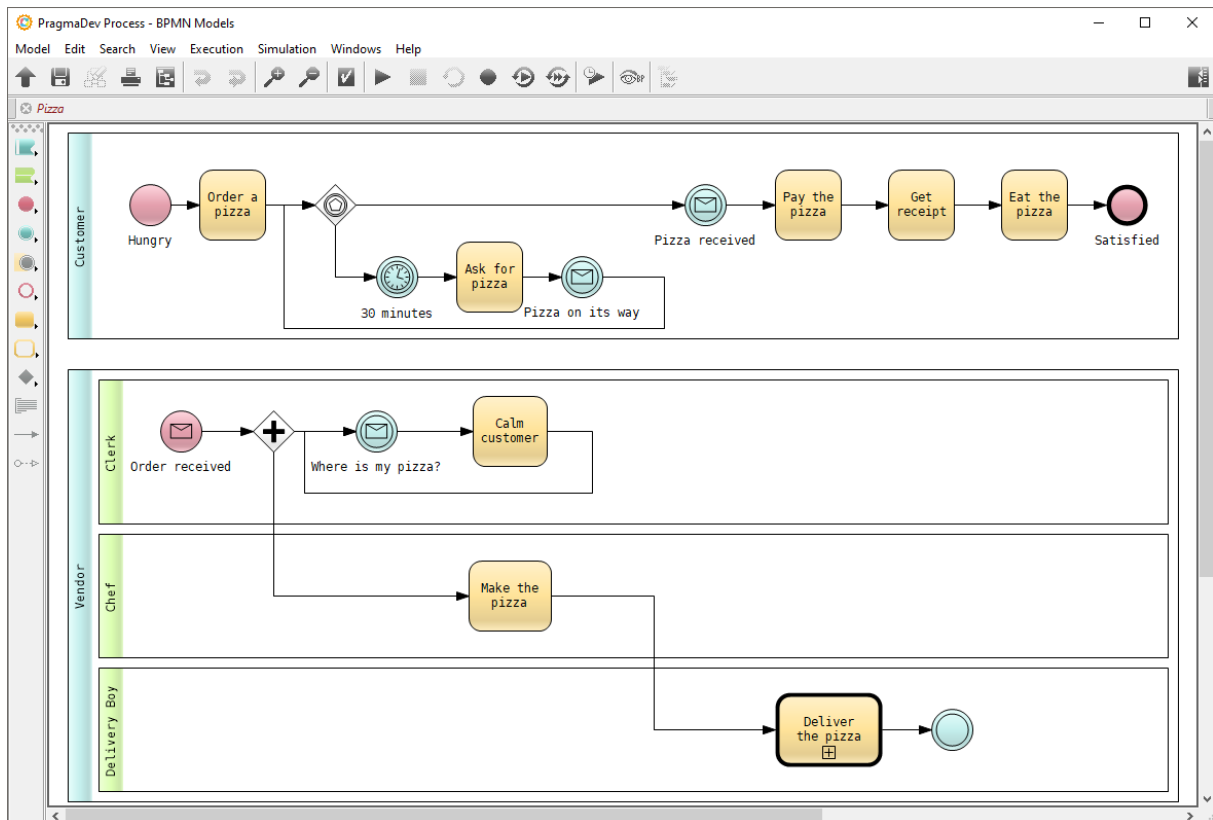 PragmaDev Process - BPMN Models
Model Edit Search View Execution Simulation Windows Help
Pizza
Customer
Hungry
Order a
pizza
30 minutes
Ask for
pizza
Pizza on its way
Pizza received
Pay the
pizza
Get
receipt
Eat the
pizza
Satisfied
Vendor
Clerk
Order received
Where is my pizza?
Calm
customer
Chef
Make the
pizza
Delivery Boy
Deliver
the pizza